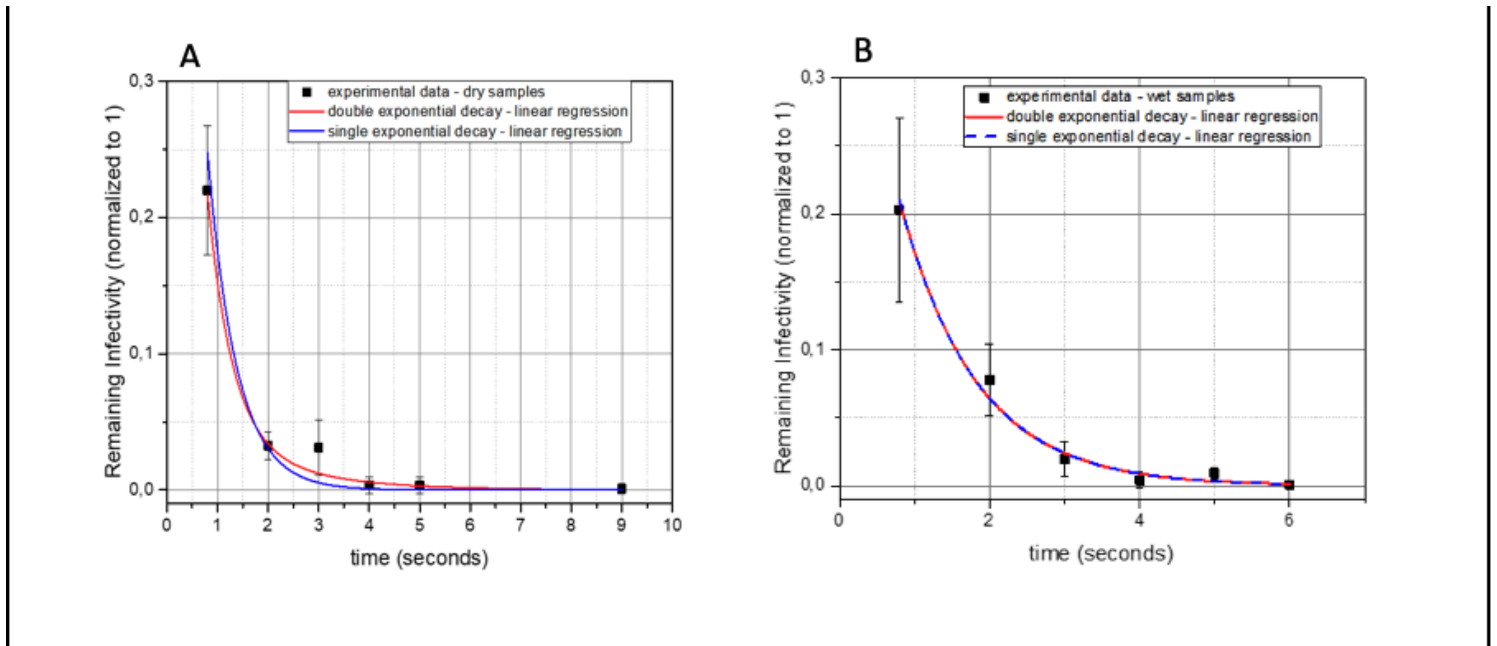 A
0,3
0,2
0,1
0,0
Remaining Infectivity (normalized to 1)
experimental data - dry samples
double exponential decay - linear regression
single exponential decay - linear regression
0 1 2 3 4 5 6 7 8 9 10
time (seconds)
B
0,3
0,2
0,1
0,0
Remaining Infectivity (normalized to 1)
experimental data - wet samples
double exponential decay - linear regression
single exponential decay - linear regression
0 2 4 6
time (seconds)